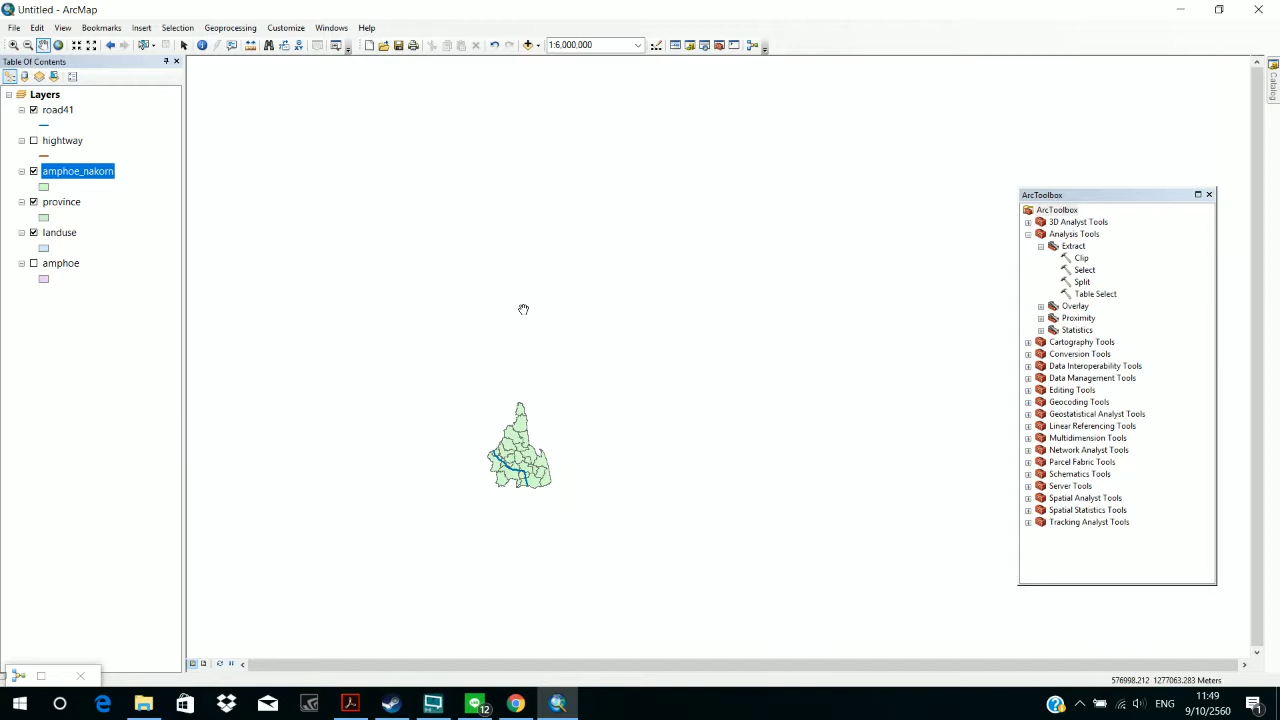 Untitled - ArcMap
File Edit View Bookmarks Insert Selection Geoprocessing Customize Windows Help
1:6,000,000
Table Of Contents
Layers
road41
hightway
amphoe_nakorn
province
landuse
amphoe
Catalog
ArcToolbox
ArcToolbox
3D Analyst Tools
Analysis Tools
Extract
Clip
Select
Split
Table Select
Overlay
Proximity
Statistics
Cartography Tools
Conversion Tools
Data Interoperability Tools
Data Management Tools
Editing Tools
Geocoding Tools
Geostatistical Analyst Tools
Linear Referencing Tools
Multidimension Tools
Network Analyst Tools
Parcel Fabric Tools
Schematics Tools
Server Tools
Spatial Analyst Tools
Spatial Statistics Tools
Tracking Analyst Tools
576998.212 1277063.283 Meters
12
ENG
11:49
9/10/2560
1